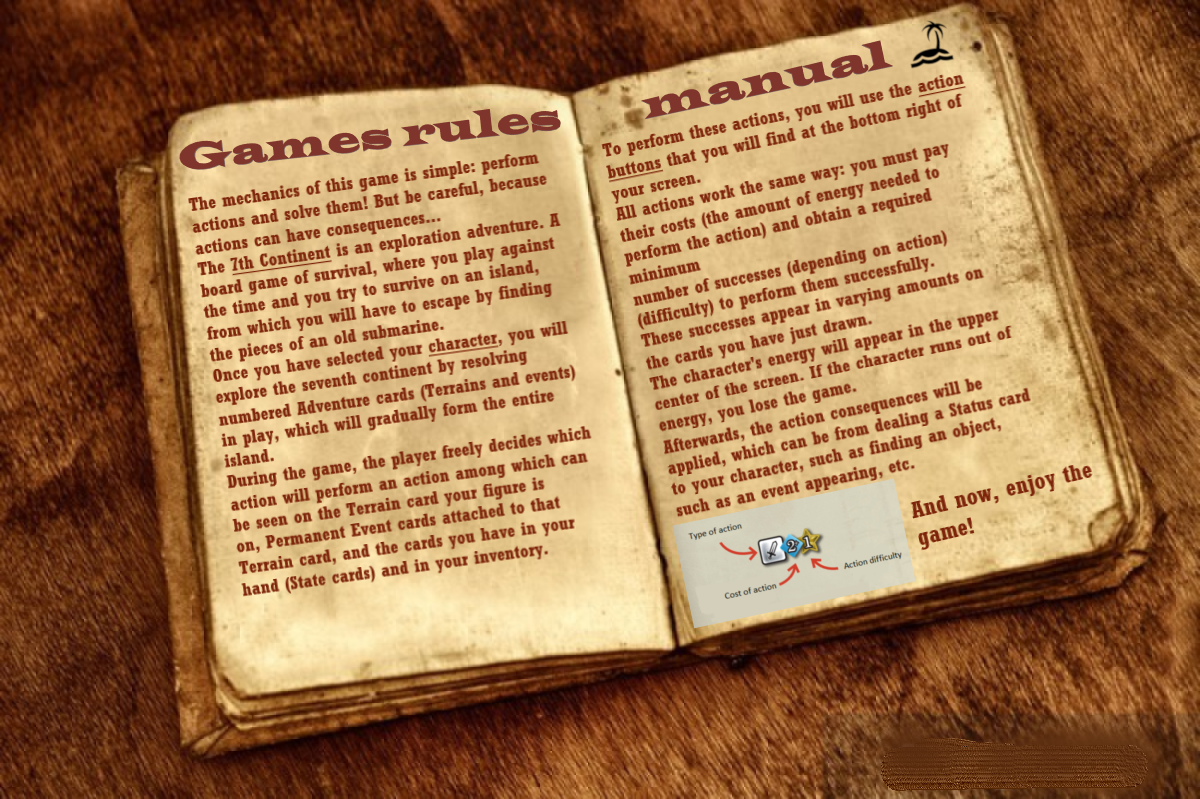 Games rules
The mechanics of this game is simple: perform
actions and solve them! But be careful, because
actions can have consequences...
The 7th Continent is an exploration adventure. A
board game of survival, where you play against
the time and you try to survive on an island,
from which you will have to escape by finding
the pieces of an old submarine.
Once you have selected your character, you will
explore the seventh continent by resolving
numbered Adventure cards (Terrains and events)
in play, which will gradually form the entire
island.
During the game, the player freely decides which
action will perform an action among which can
be seen on the Terrain card your figure is
on, Permanent Event cards attached to that
Terrain card, and the cards you have in your
hand (State cards) and in your inventory.
manual
To perform these actions, you will use the action
buttons that you will find at the bottom right of
your screen.
All actions work the same way: you must pay
their costs (the amount of energy needed to
perform the action) and obtain a required
minimum
number of successes (depending on action)
(difficulty) to perform them successfully.
These successes appear in varying amounts on
the cards you have just drawn.
The character's energy will appear in the upper
center of the screen. If the character runs out of
energy, you lose the game.
Afterwards, the action consequences will be
applied, which can be from dealing a Status card
to your character, such as finding an object,
such as an event appearing, etc.
Type of action
2 1
Cost of action
Action difficulty
And now, enjoy the
game!